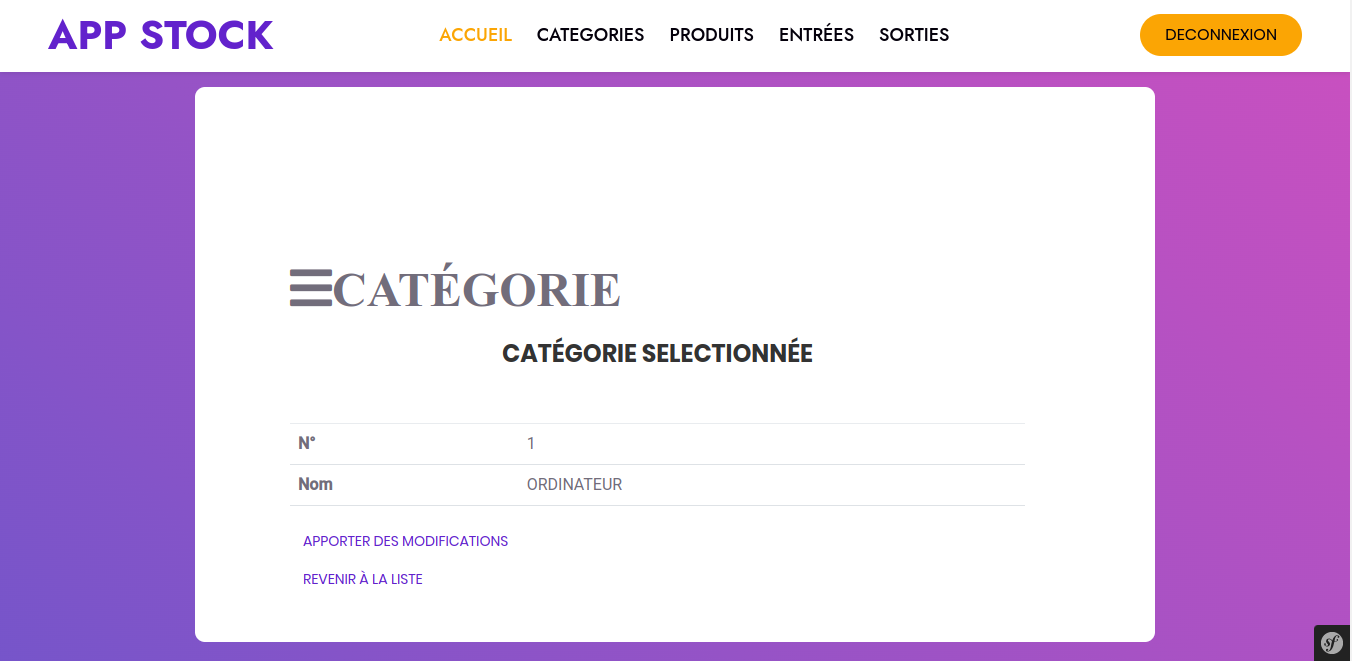 APP STOCK
ACCUEIL CATEGORIES PRODUITS ENTRÉES SORTIES
DECONNEXION
CATÉGORIE
CATÉGORIE SELECTIONNÉE
N° 1
Nom ORDINATEUR
APPORTER DES MODIFICATIONS
REVENIR À LA LISTE
sf